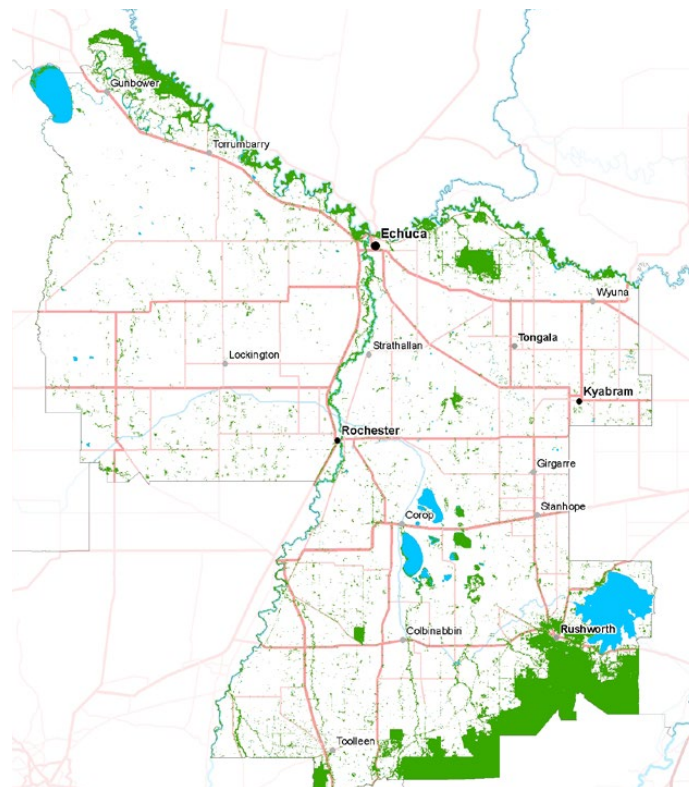 Gunbower
Torrumbarry
Echuca
Wyuna
Tongala
Strathallan
Lockington
Kyabram
Rochester
Girgarre
Stanhope
Corop
Rushworth
Colbinabbin
Toolleen